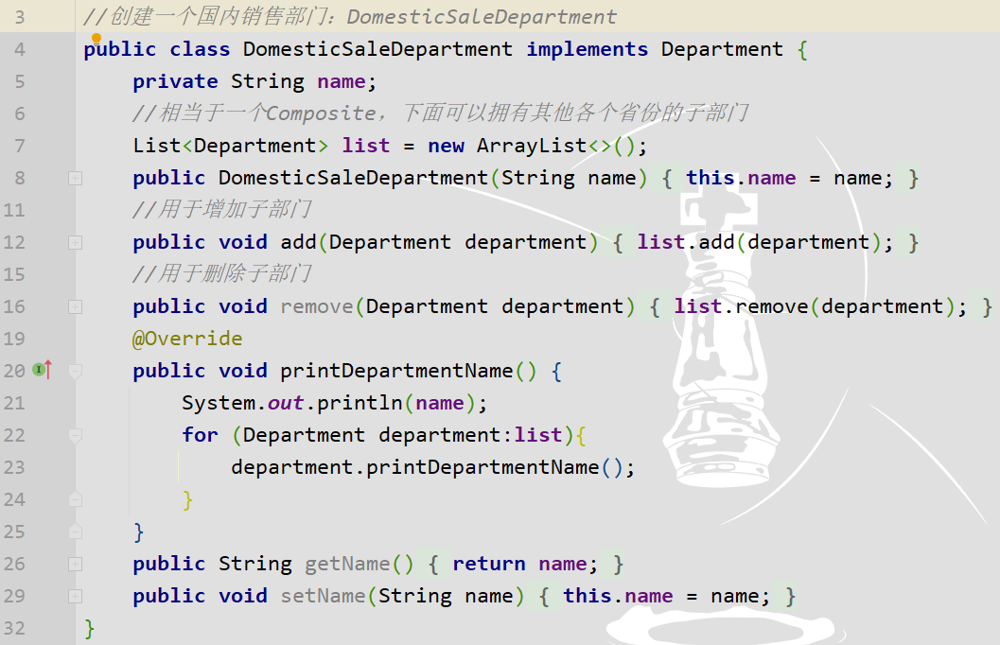 3 //创建一个国内销售部门：DomesticSaleDepartment
4 public class DomesticSaleDepartment implements Department {
5 private String name;
6 //相当于一个Composite，下面可以拥有其他各个省份的子部门
7 List<Department> list = new ArrayList<>();
8 public DomesticSaleDepartment(String name) { this.name = name; }
11 //用于增加子部门
12 public void add(Department department) { list.add(department); }
15 //用于删除子部门
16 public void remove(Department department) { list.remove(department); }
19 @Override
20 public void printDepartmentName() {
21 System.out.println(name);
22 for (Department department:list){
23 department.printDepartmentName();
24 }
25 }
26 public String getName() { return name; }
29 public void setName(String name) { this.name = name; }
32 }